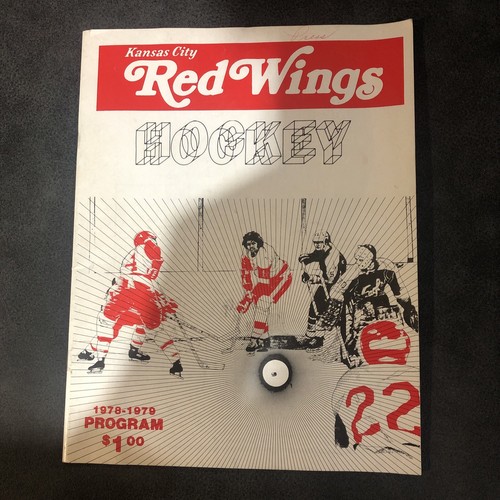 Kansas City
Red Wings
HOCKEY
22
1978-1979
PROGRAM
$1.00